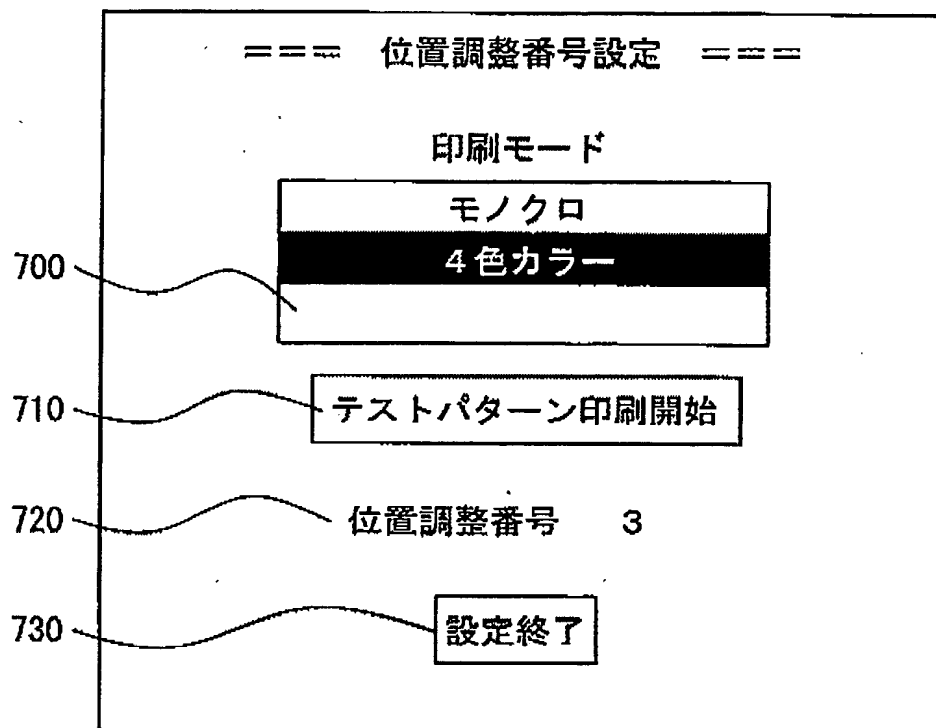 ＝＝＝ 位置調整番号設定 ＝＝＝
印刷モード
モノクロ
４色カラー
700
710 テストパターン印刷開始
720 位置調整番号 3
730 設定終了